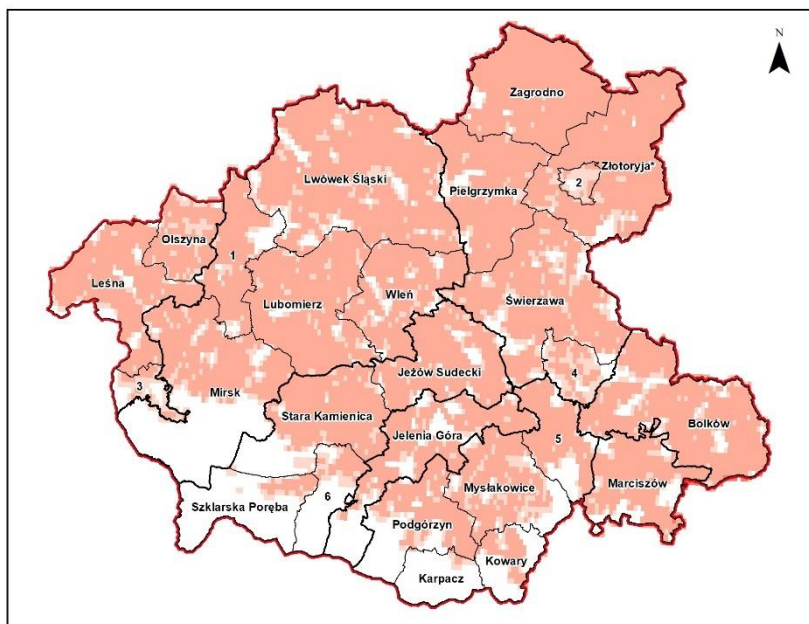 N
Zagrodno
Złotoryja*
2
Pielgrzymka
Lwówek Śląski
Olszyna
1
Leśna
Lubomierz
Wleń
Świerzawa
3
Mirsk
Jeżów Sudecki
4
Stara Kamienica
Bolków
Jelenia Góra
5
Marciszów
Mysłakowice
6
Szklarska Poręba
Podgórzyn
Kowary
Karpacz